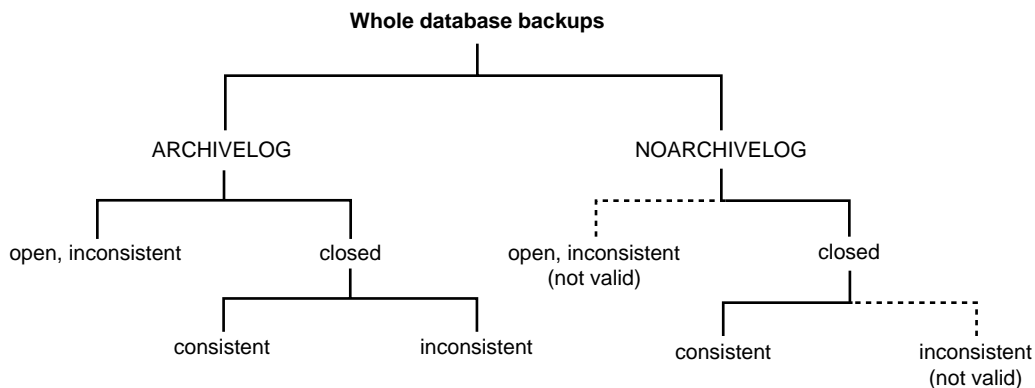 Whole database backups
ARCHIVELOG
NOARCHIVELOG
open, inconsistent
closed
open, inconsistent
(not valid)
closed
consistent
inconsistent
consistent
inconsistent
(not valid)